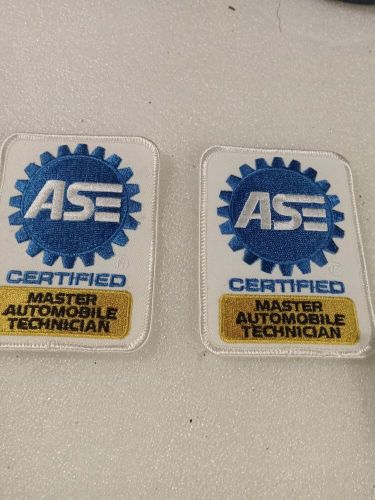 ASE
®
CERTIFIED
MASTER
AUTOMOBILE
TECHNICIAN
ASE
®
CERTIFIED
MASTER
AUTOMOBILE
TECHNICIAN